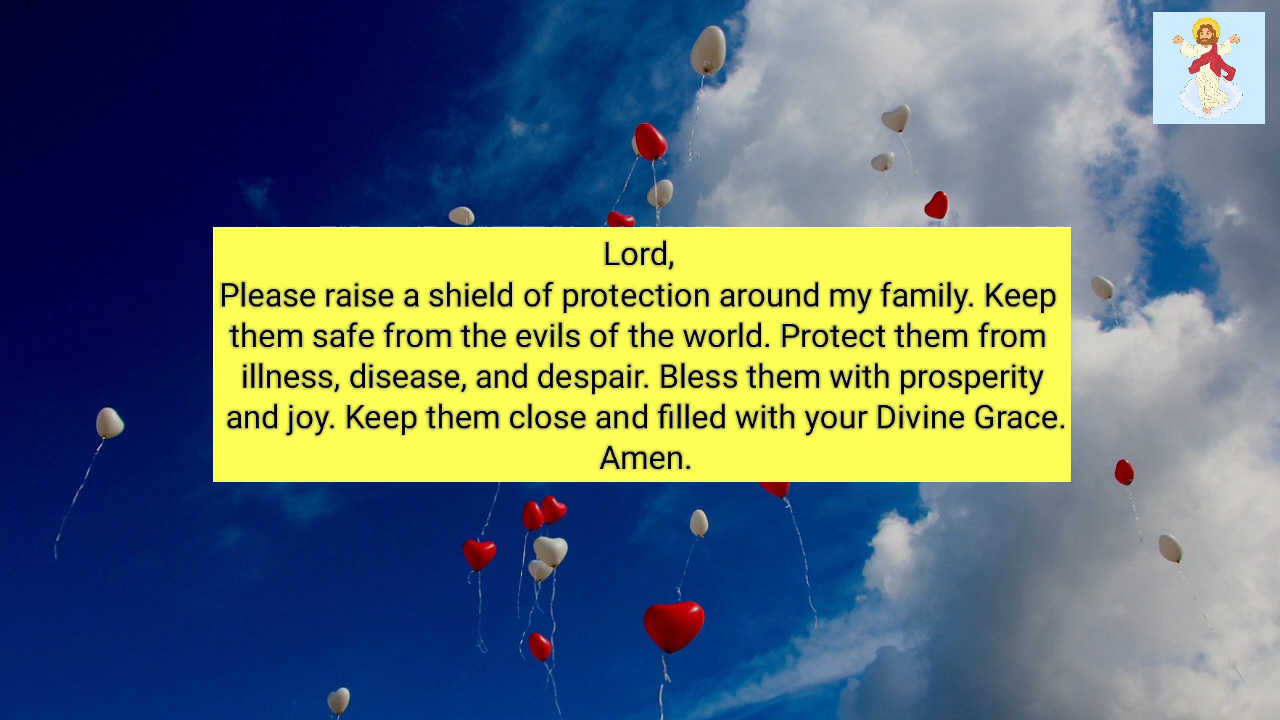 Lord,
Please raise a shield of protection around my family. Keep
them safe from the evils of the world. Protect them from
illness, disease, and despair. Bless them with prosperity
and joy. Keep them close and filled with your Divine Grace.
Amen.